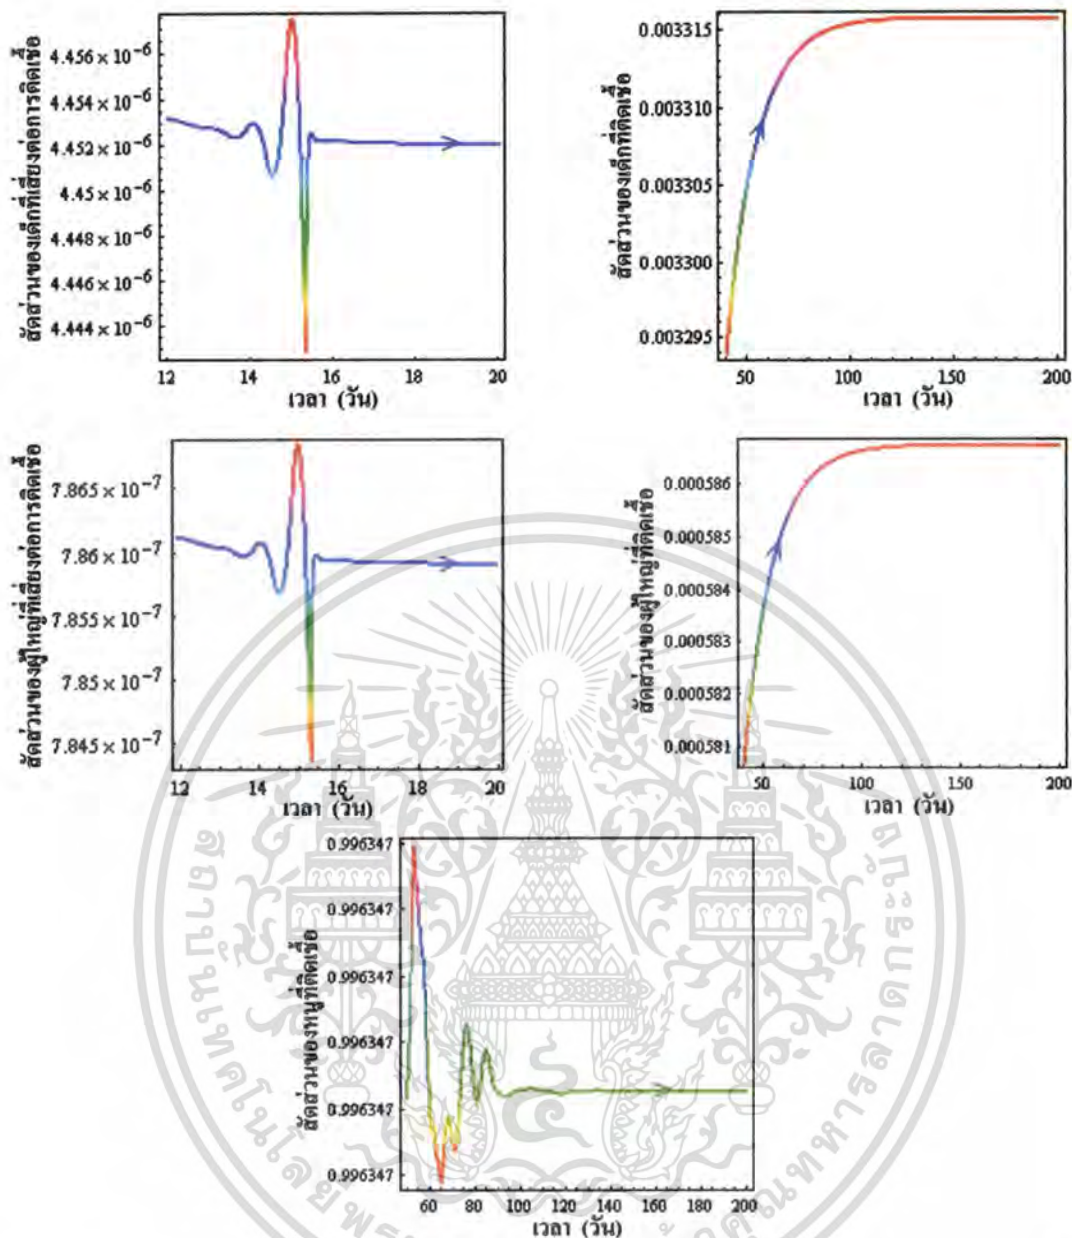 สัดส่วนของเด็กที่เสี่ยงต่อการติดเชื้อ
4.456 × 10⁻⁶
4.454 × 10⁻⁶
4.452 × 10⁻⁶
4.45 × 10⁻⁶
4.448 × 10⁻⁶
4.446 × 10⁻⁶
4.444 × 10⁻⁶
12 14 16 18 20
เวลา (วัน)
สัดส่วนของเด็กที่ติดเชื้อ
0.003315
0.003310
0.003305
0.003300
0.003295
50 100 150 200
เวลา (วัน)
สัดส่วนของผู้ใหญ่ที่เสี่ยงต่อการติดเชื้อ
7.865 × 10⁻⁷
7.86 × 10⁻⁷
7.855 × 10⁻⁷
7.85 × 10⁻⁷
7.845 × 10⁻⁷
12 14 16 18 20
เวลา (วัน)
สัดส่วนของผู้ใหญ่ที่ติดเชื้อ
0.000586
0.000585
0.000584
0.000583
0.000582
0.000581
50 100 150 200
เวลา (วัน)
สัดส่วนของหนูที่ติดเชื้อ
0.996347
0.996347
0.996347
0.996347
0.996347
0.996347
60 80 100 120 140 160 180 200
เวลา (วัน)